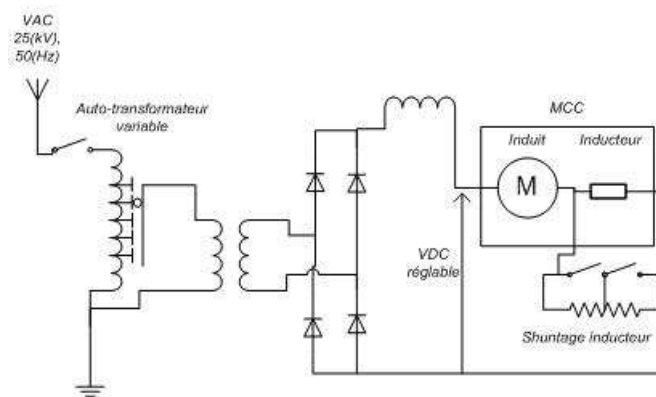 VAC
25(kV),
50(Hz)
Auto-transformateur
variable
MCC
Induit
Inducteur
M
VDC
réglable
Shuntage inducteur